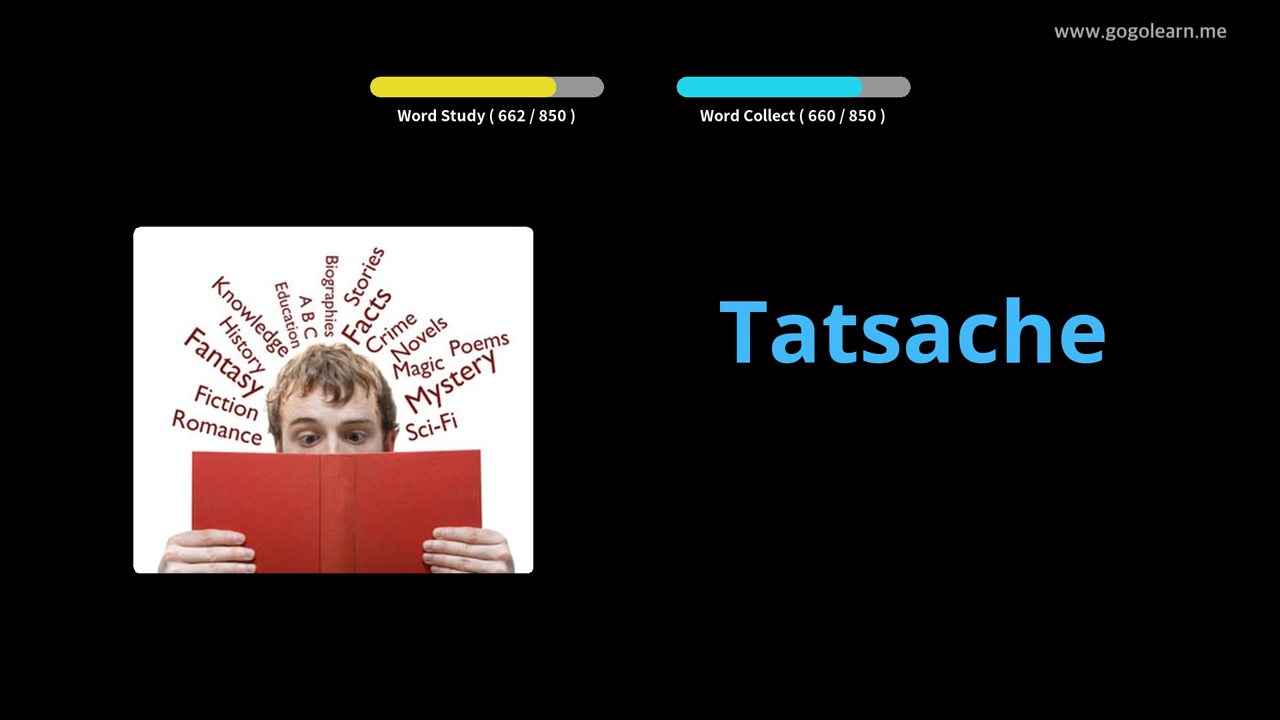 www.gogolearn.me
Word Study ( 662 / 850 )
Word Collect ( 660 / 850 )
Tatsache
Biographies
Stories
Knowledge
Education
A B C
Facts
Crime
History
Novels
Poems
Fantasy
Magic
Mystery
Fiction
Romance
Sci-Fi